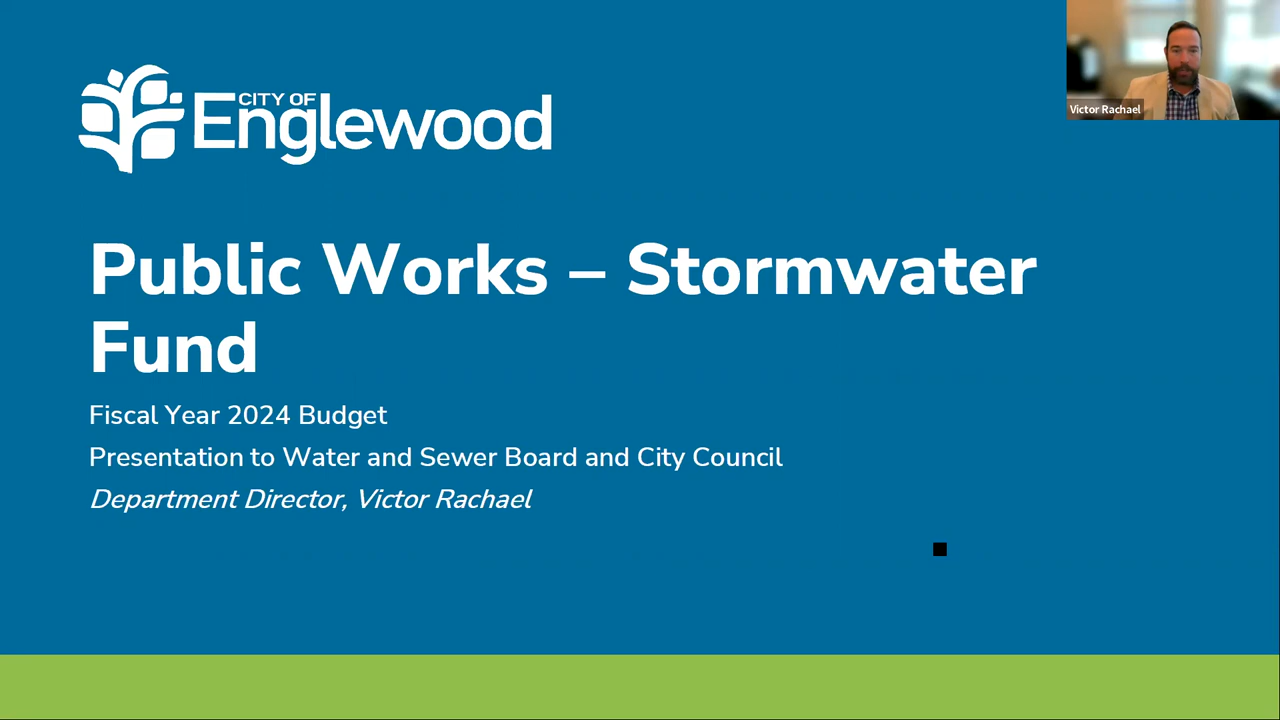 CITY OF
Englewood
Victor Rachael
Public Works – Stormwater
Fund
Fiscal Year 2024 Budget
Presentation to Water and Sewer Board and City Council
Department Director, Victor Rachael